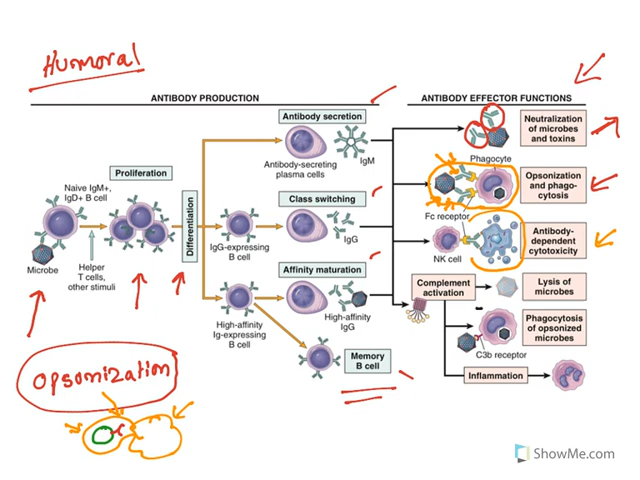 Humoral
ANTIBODY PRODUCTION
ANTIBODY EFFECTOR FUNCTIONS
Antibody secretion
Antibody-secreting
plasma cells
IgM
Neutralization
of microbes
and toxins
Proliferation
Naive IgM+,
IgD+ B cell
Microbe
Helper
T cells,
other stimuli
Differentiation
Class switching
IgG-expressing
B cell
IgG
Phagocyte
Fc receptor
Opsonization
and phago-
cytosis
NK cell
Antibody-
dependent
cytotoxicity
Affinity maturation
High-affinity
Ig-expressing
B cell
High-affinity
IgG
Memory
B cell
Complement
activation
Lysis of
microbes
C3b receptor
Phagocytosis
of opsonized
microbes
Inflammation
Opsomization
ShowMe.com